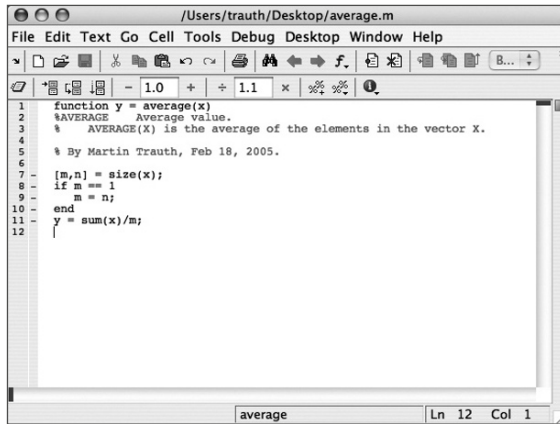 /Users/trauth/Desktop/average.m
File Edit Text Go Cell Tools Debug Desktop Window Help
B...
- 1.0 + ÷ 1.1 ×
1 function y = average(x)
2 %AVERAGE Average value.
3 % AVERAGE(X) is the average of the elements in the vector X.
4
5 % By Martin Trauth, Feb 18, 2005.
6
7 - [m,n] = size(x);
8 - if m == 1
9 - m = n;
10 - end
11 - y = sum(x)/m;
12
average Ln 12 Col 1